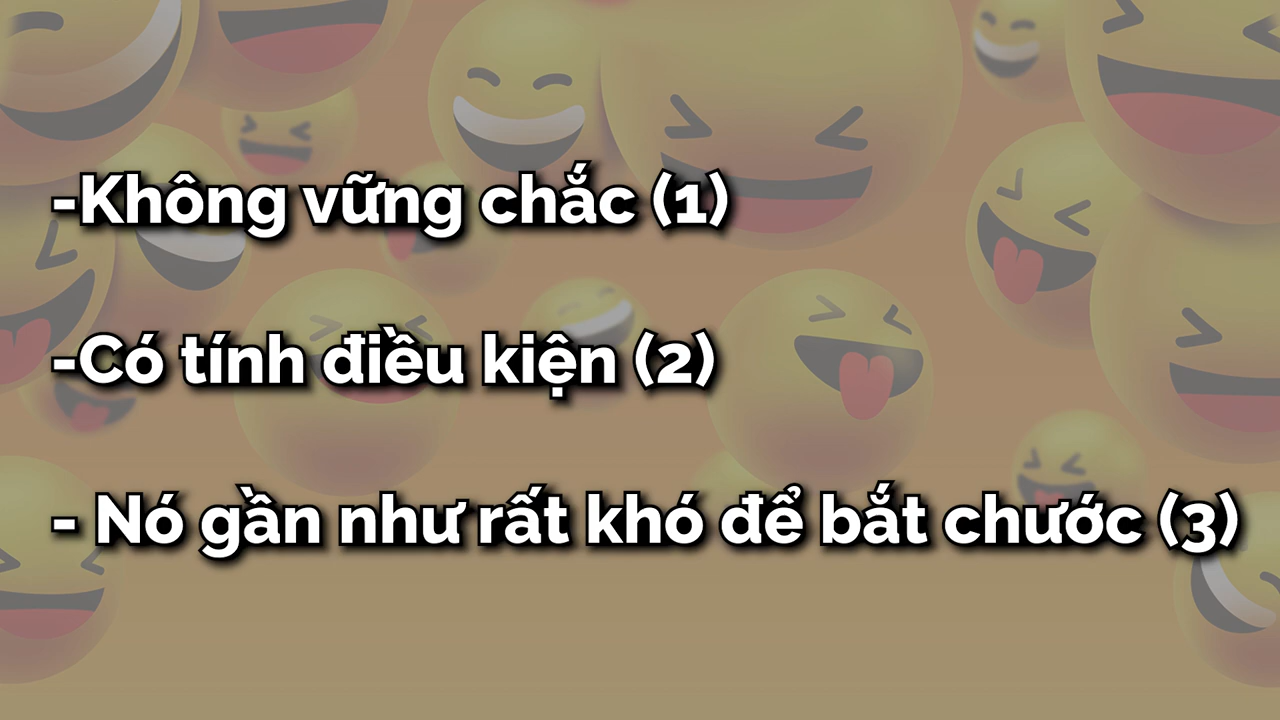 -Không vững chắc (1)
-Có tính điều kiện (2)
- Nó gần như rất khó để bắt chước (3)